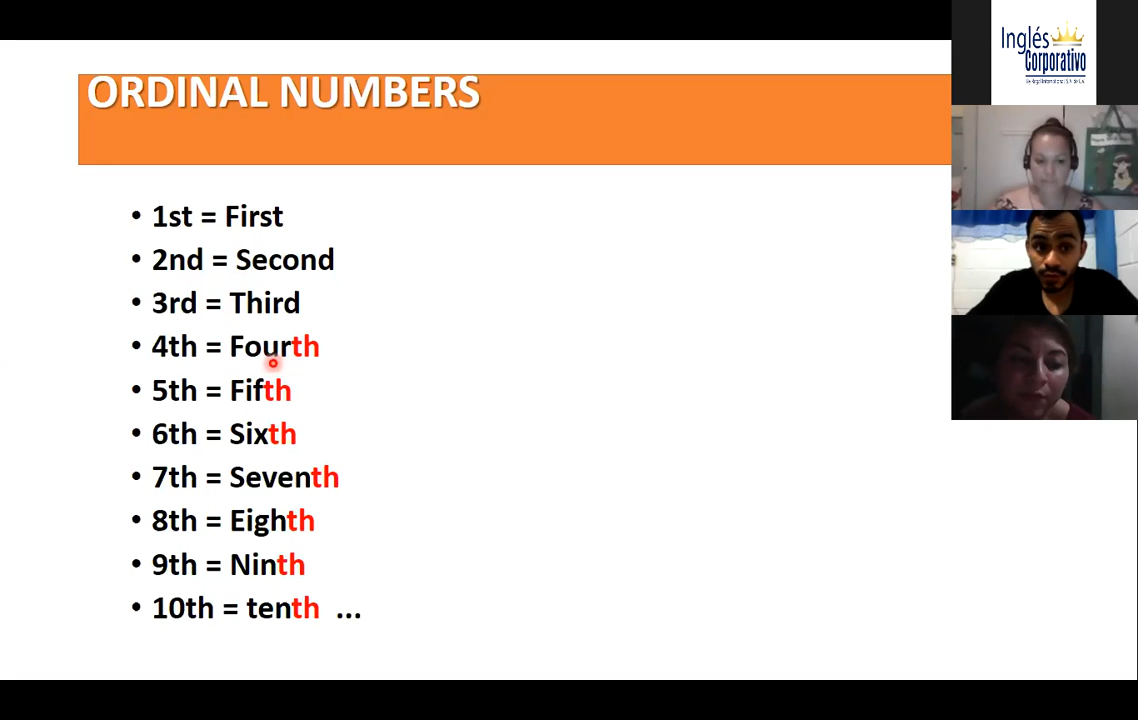 ORDINAL NUMBERS
• 1st = First
• 2nd = Second
• 3rd = Third
• 4th = Fourth
• 5th = Fifth
• 6th = Sixth
• 7th = Seventh
• 8th = Eighth
• 9th = Ninth
• 10th = tenth ...
Inglés
Corporativo